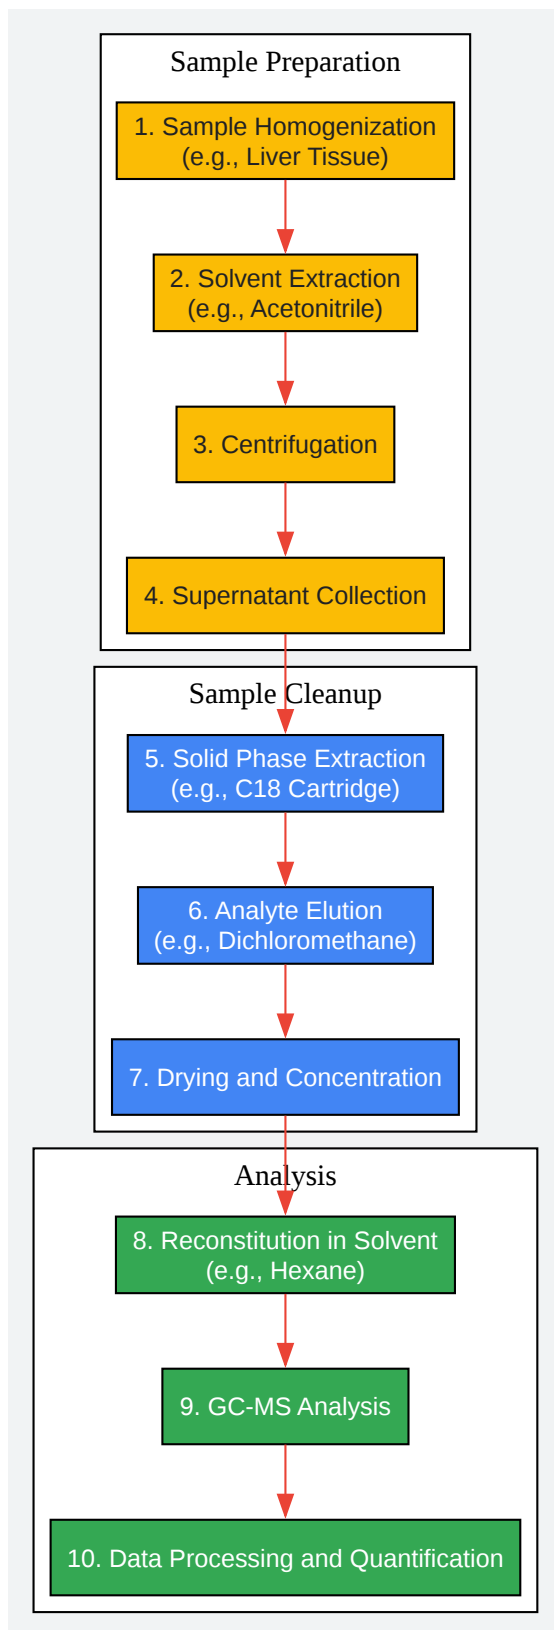 Sample Preparation
1. Sample Homogenization
(e.g., Liver Tissue)
2. Solvent Extraction
(e.g., Acetonitrile)
3. Centrifugation
4. Supernatant Collection
Sample Cleanup
5. Solid Phase Extraction
(e.g., C18 Cartridge)
6. Analyte Elution
(e.g., Dichloromethane)
7. Drying and Concentration
Analysis
8. Reconstitution in Solvent
(e.g., Hexane)
9. GC-MS Analysis
10. Data Processing and Quantification